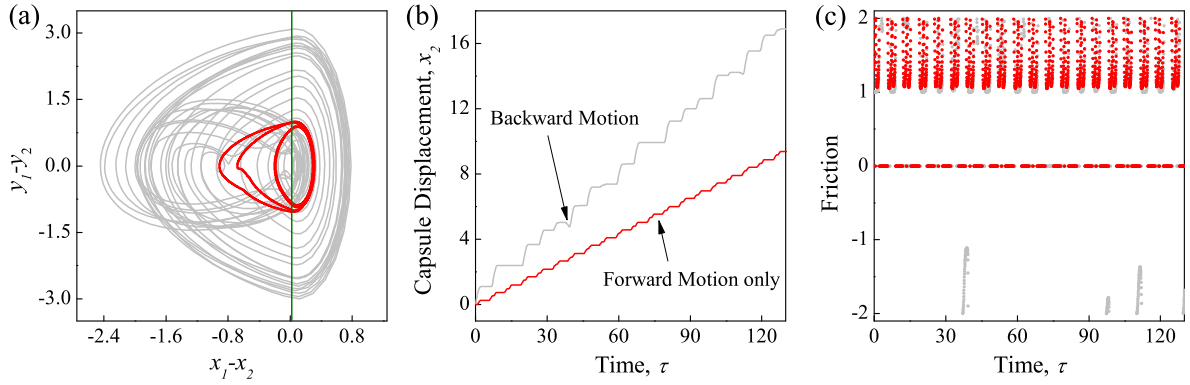 (a)
3.0
1.5
0.0
-1.5
-3.0
y1-y2
-2.4 -1.6 -0.8 0.0 0.8
x1-x2
(b)
16
12
8
4
0
Capsule Displacement, x2
Backward Motion
Forward Motion only
0 30 60 90 120
Time, τ
(c)
2
1
0
-1
-2
Friction
0 30 60 90 120
Time, τ